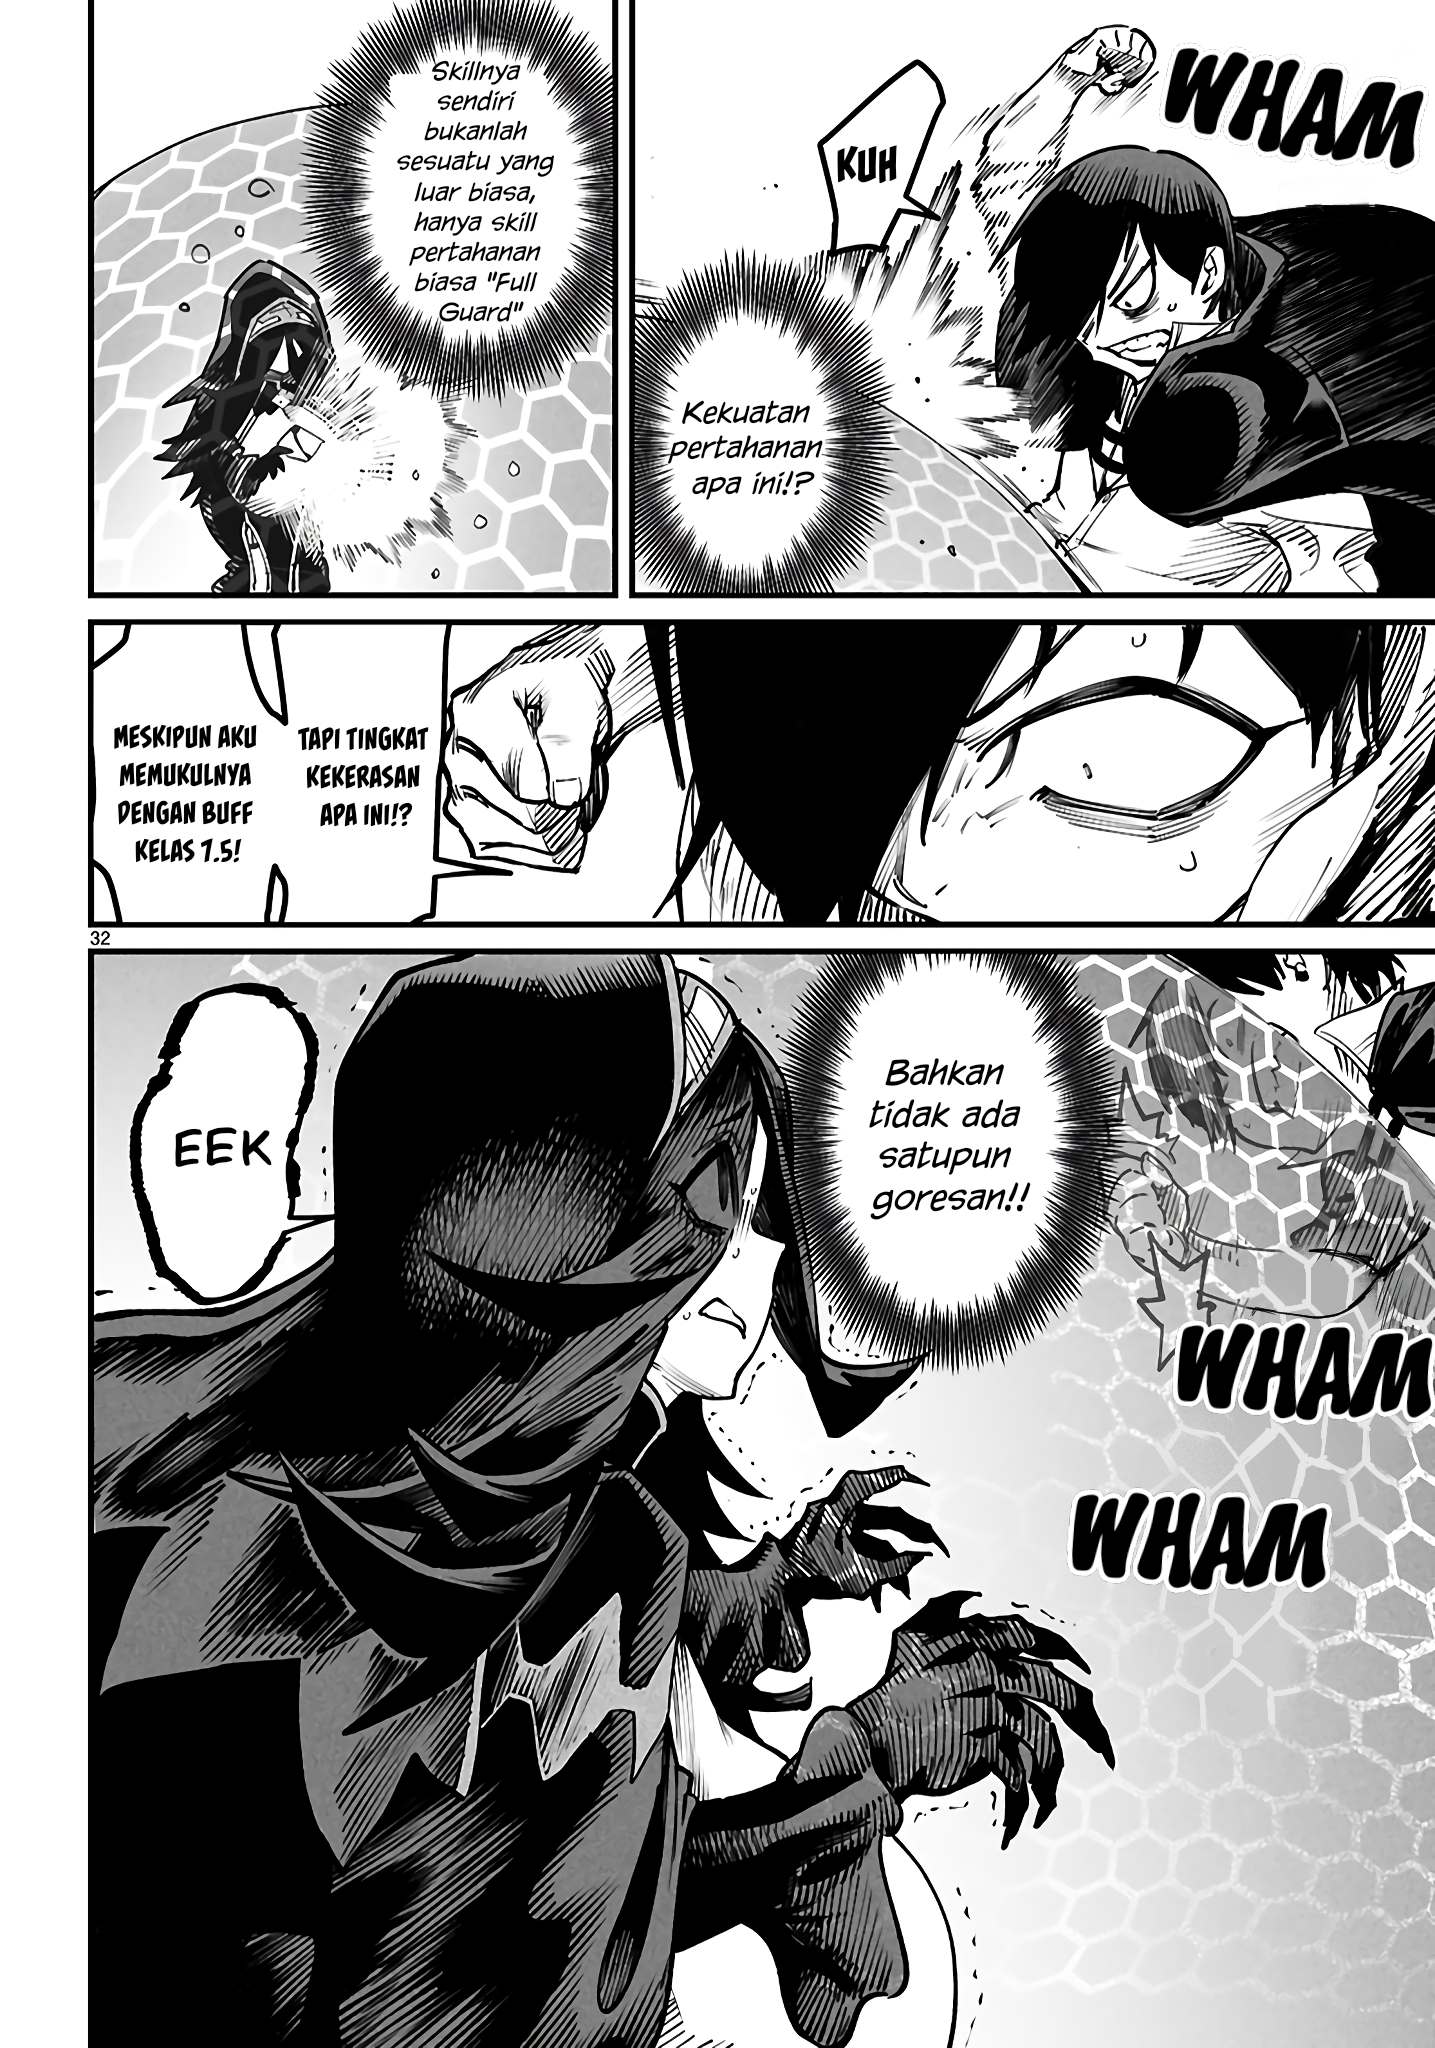 WHAM
KUH
Kekuatan
pertahanan
apa ini!?
Skillnya
sendiri
bukanlah
sesuatu yang
luar biasa,
hanya skill
pertahanan
biasa "Full
Guard"
TAPI TINGKAT
KEKERASAN
APA INI!?
MESKIPUN AKU
MEMUKULNYA
DENGAN BUFF
KELAS 7.5!
32
Bahkan
tidak ada
satupun
goresan!!
WHAM
WHAM
EEK